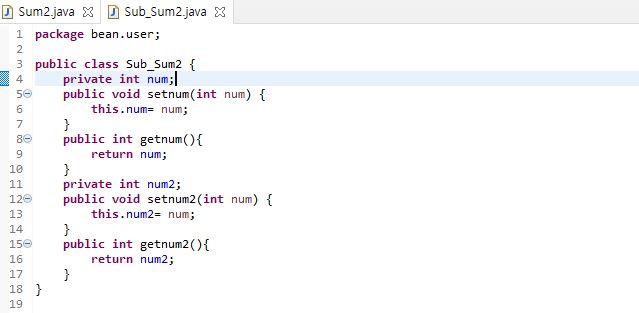 Sum2.java Sub_Sum2.java
1 package bean.user;
2
3 public class Sub_Sum2 {
4 private int num;
5 public void setnum(int num) {
6 this.num= num;
7 }
8 public int getnum(){
9 return num;
10 }
11 private int num2;
12 public void setnum2(int num) {
13 this.num2= num;
14 }
15 public int getnum2(){
16 return num2;
17 }
18 }
19